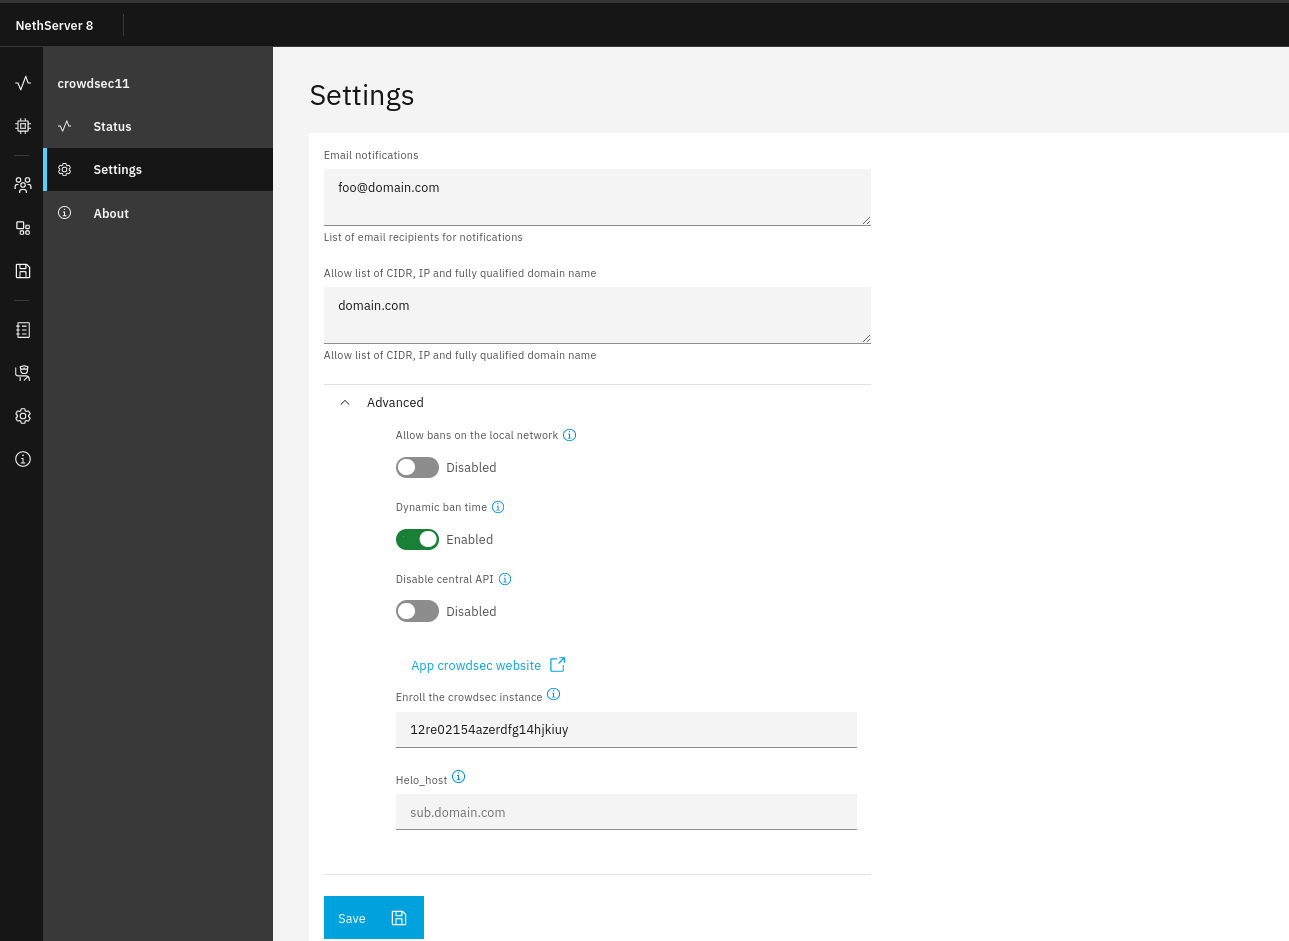 NethServer 8
crowdsec11
Status
Settings
About
Settings
Email notifications
foo@domain.com
List of email recipients for notifications
Allow list of CIDR, IP and fully qualified domain name
domain.com
Allow list of CIDR, IP and fully qualified domain name
Advanced
Allow bans on the local network
Disabled
Dynamic ban time
Enabled
Disable central API
Disabled
App crowdsec website
Enroll the crowdsec instance
12re02154azerdfg14hjkiuy
Helo_host
sub.domain.com
Save